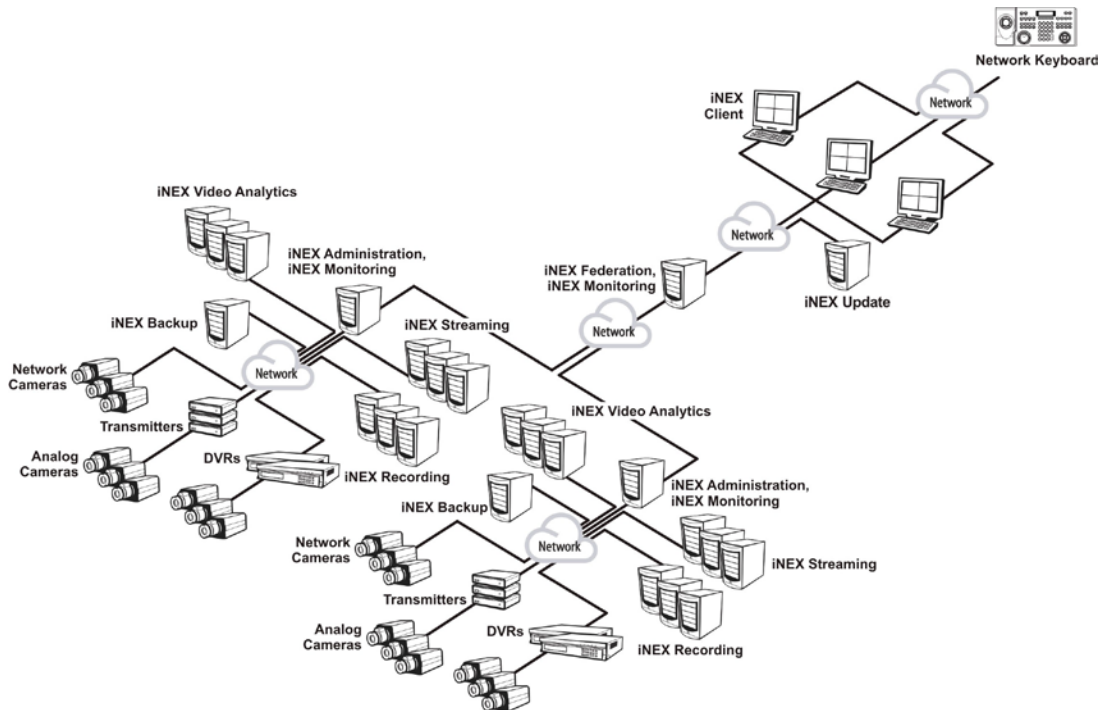 Network Keyboard
iNEX
Client
Network
iNEX Video Analytics
Network
iNEX Administration,
iNEX Monitoring
iNEX Federation,
iNEX Monitoring
iNEX Update
iNEX Backup
iNEX Streaming
Network
Network
Cameras
Network
iNEX Video Analytics
Transmitters
Analog
Cameras
DVRs
iNEX Recording
iNEX Administration,
iNEX Monitoring
iNEX Backup
Network
Cameras
Network
iNEX Streaming
Transmitters
Analog
Cameras
DVRs
iNEX Recording